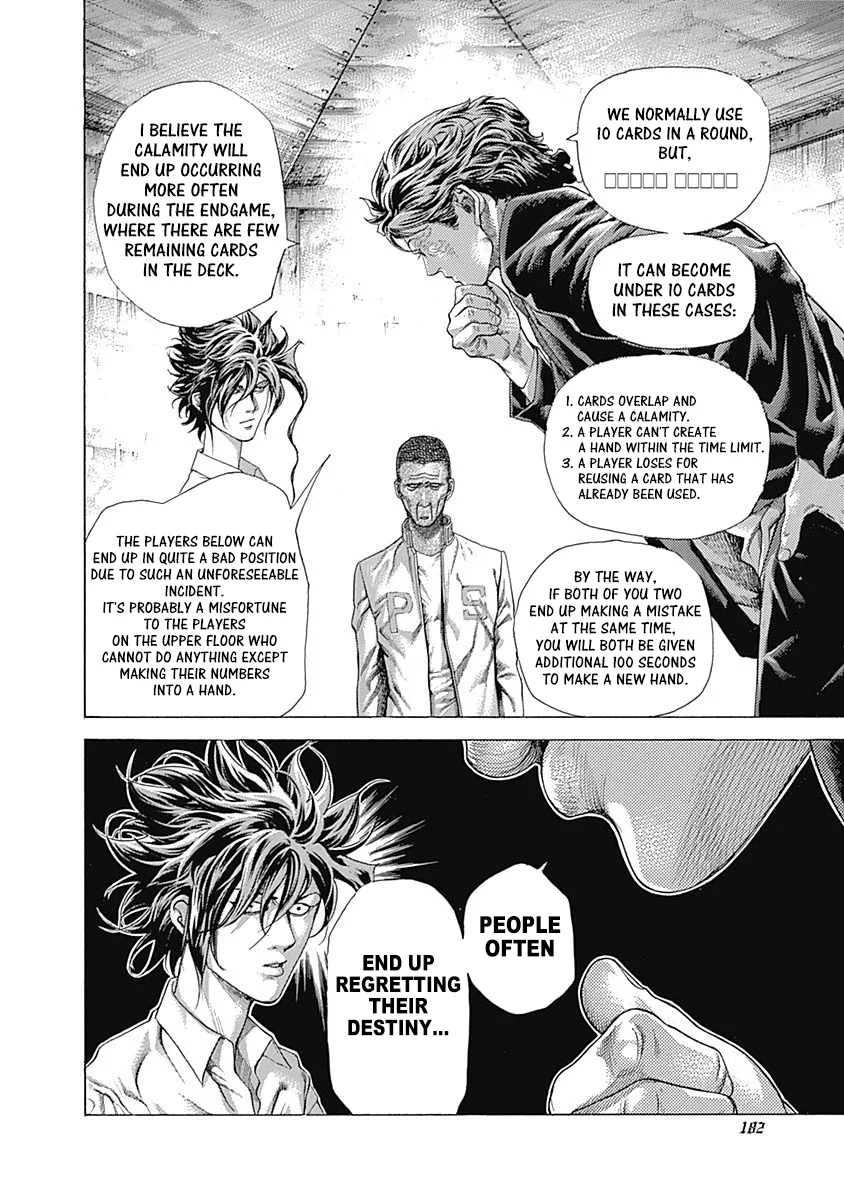 WE NORMALLY USE
10 CARDS IN A ROUND,
BUT,
□□□□□ □□□□□
IT CAN BECOME
UNDER 10 CARDS
IN THESE CASES:
1. CARDS OVERLAP AND
CAUSE A CALAMITY.
2. A PLAYER CAN'T CREATE
A HAND WITHIN THE TIME LIMIT.
3. A PLAYER LOSES FOR
REUSING A CARD THAT HAS
ALREADY BEEN USED.
BY THE WAY,
IF BOTH OF YOU TWO
END UP MAKING A MISTAKE
AT THE SAME TIME,
YOU WILL BOTH BE GIVEN
ADDITIONAL 100 SECONDS
TO MAKE A NEW HAND.
I BELIEVE THE
CALAMITY WILL
END UP OCCURRING
MORE OFTEN
DURING THE ENDGAME,
WHERE THERE ARE FEW
REMAINING CARDS
IN THE DECK.
P S
THE PLAYERS BELOW CAN
END UP IN QUITE A BAD POSITION
DUE TO SUCH AN UNFORESEEABLE
INCIDENT.
IT'S PROBABLY A MISFORTUNE
TO THE PLAYERS
ON THE UPPER FLOOR WHO
CANNOT DO ANYTHING EXCEPT
MAKING THEIR NUMBERS
INTO A HAND.
PEOPLE
OFTEN
END UP
REGRETTING
THEIR
DESTINY...
182